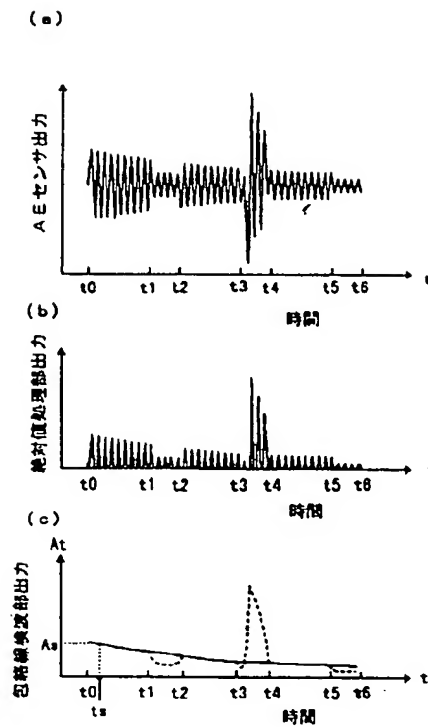 (a)
AEセンサ出力
t0 t1 t2 t3 t4 t5 t6
t
時間
(b)
絶対値処理部出力
t0 t1 t2 t3 t4 t5 t6
時間
(c)
At
包絡線検波部出力
As
t
t0 t1 t2 t3 t4 t5 t6
ts
時間